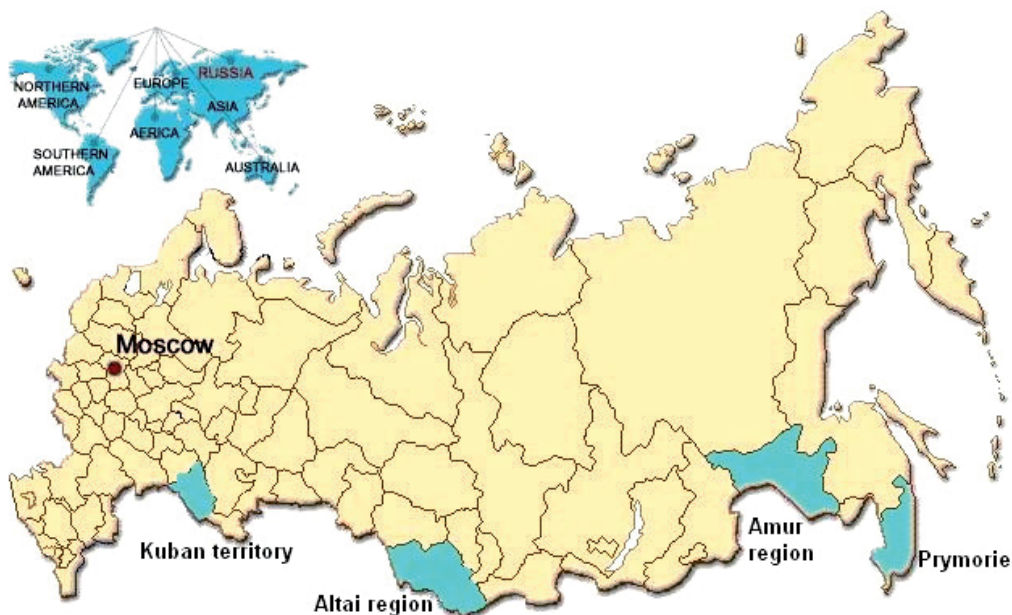 NORTHERN
AMERICA
EUROPE
RUSSIA
ASIA
AFRICA
SOUTHERN
AMERICA
AUSTRALIA
Moscow
Kuban territory
Altai region
Amur
region
Prymorie